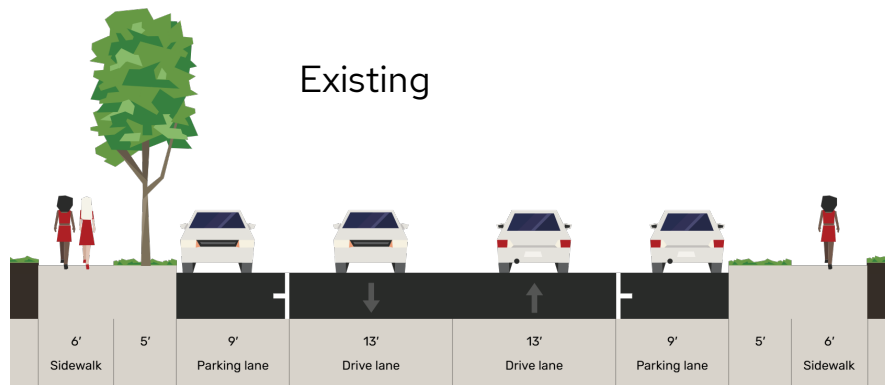 Existing
6’ 5’ 9’ 13’ 13’ 9’ 5’ 6’
Sidewalk Parking lane Drive lane Drive lane Parking lane Sidewalk